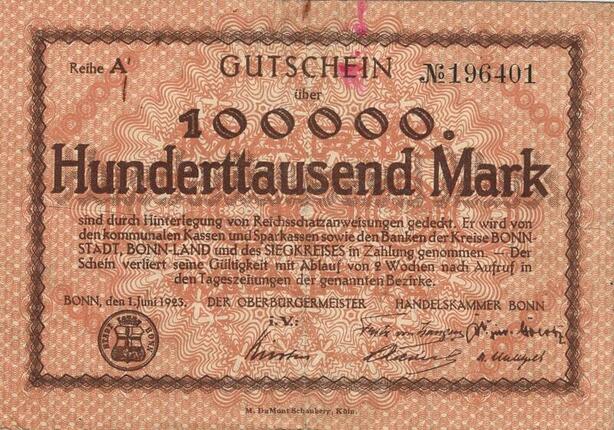 Reihe A
GUTSCHEIN
№196401
über
100000.
Hunderttausend Mark
sind durch Hinterlegung von Reichsschatzanweisungen gedeckt. Er wird von
den kommunalen Kassen und Sparkassen sowie den Banken der Kreise BONN-
STADT, BONN-LAND und des SIEGKREISES in Zahlung genommen. — Der
Schein verliert seine Gültigkeit mit Ablauf von 2 Wochen nach Aufruf in
den Tageszeitungen der genannten Bezirke.
BONN, den 1. Juni 1923. DER OBERBÜRGERMEISTER HANDELSKAMMER BONN
i. V.:
M. DuMont Schauberg, Köln.